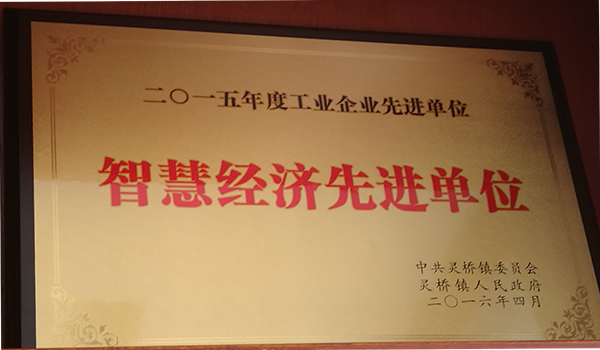 二〇一五年度工业企业先进单位
智慧经济先进单位
中共灵桥镇委员会
灵桥镇人民政府
二〇一六年四月